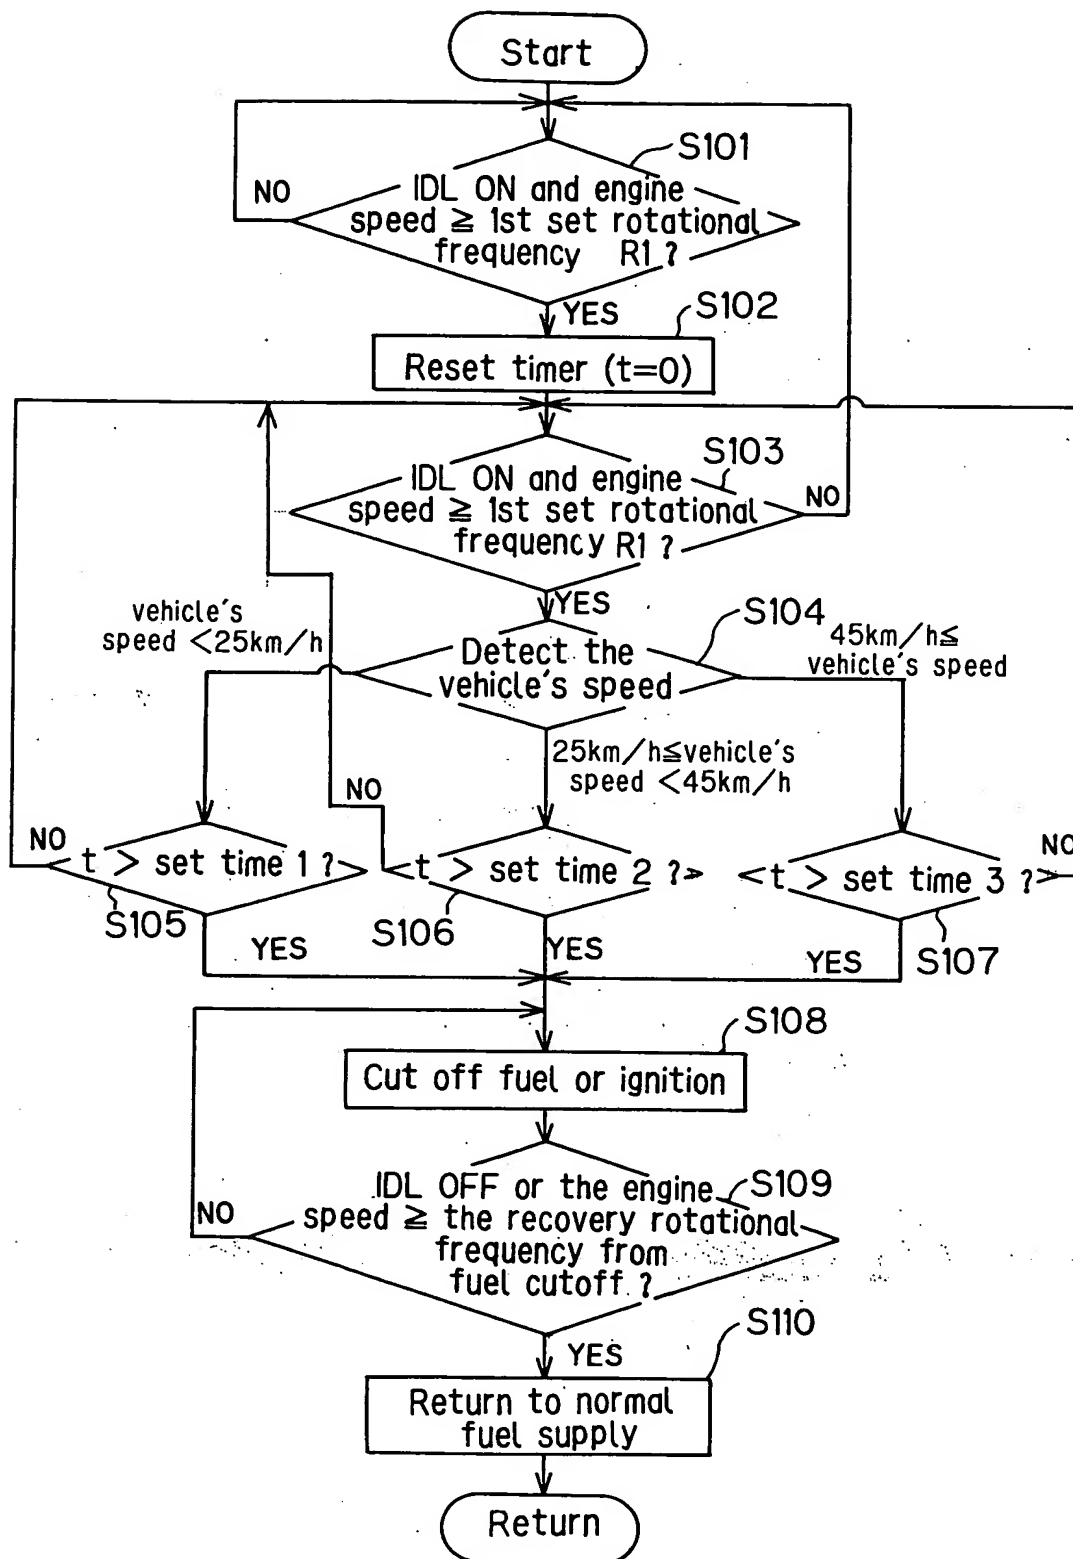 Start
S101
NO
IDL ON and engine
speed ≧ 1st set rotational
frequency R1 ?
YES
S102
Reset timer (t=0)
S103
IDL ON and engine
speed ≧ 1st set rotational
frequency R1 ?
NO
YES
vehicle's
speed <25km/h
S104
Detect the
vehicle's speed
45km/h≦
vehicle's speed
25km/h≦vehicle's
speed <45km/h
NO
t > set time 1 ?
S105
YES
NO
t > set time 2 ?
S106
YES
NO
t > set time 3 ?
S107
YES
S108
Cut off fuel or ignition
S109
IDL OFF or the engine
speed ≧ the recovery rotational
frequency from
fuel cutoff ?
NO
YES
S110
Return to normal
fuel supply
Return